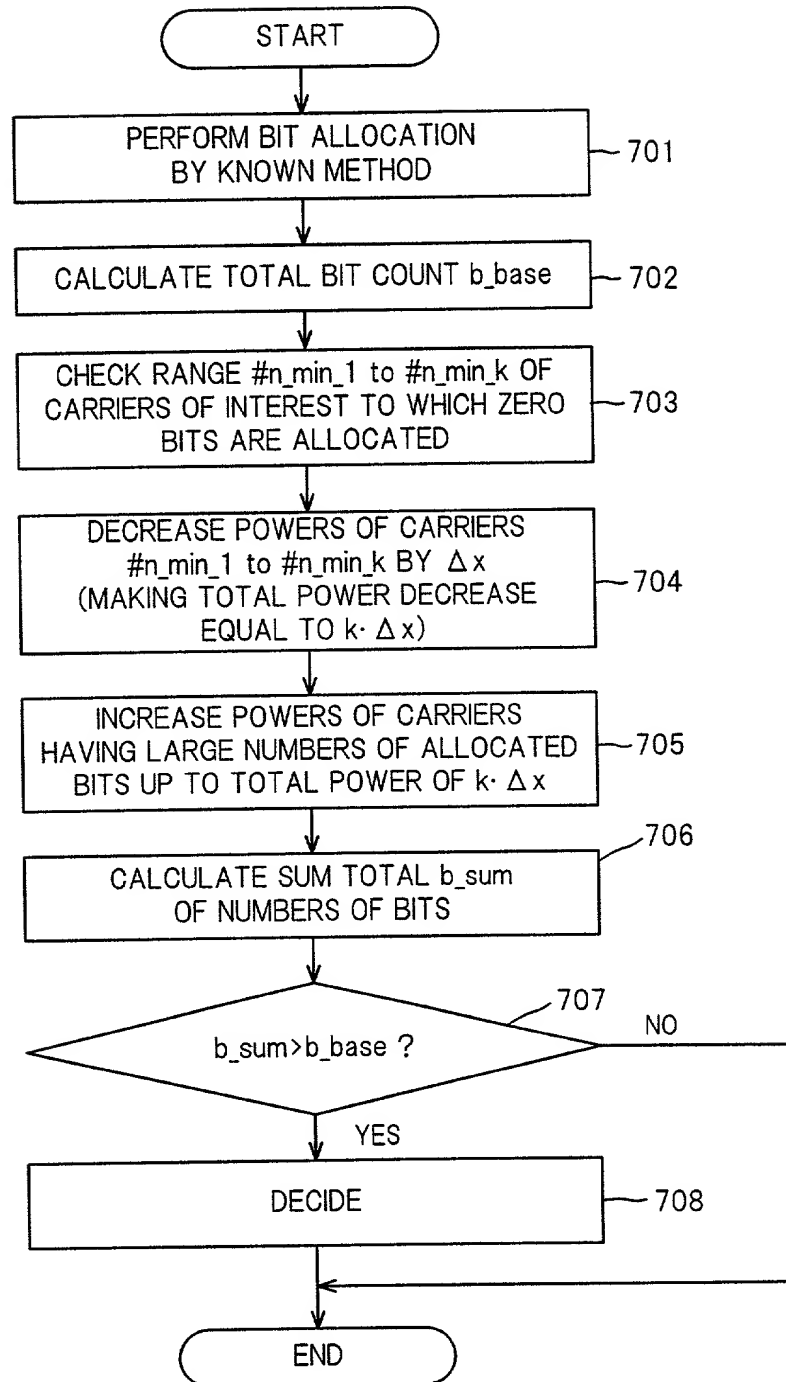 START
PERFORM BIT ALLOCATION
BY KNOWN METHOD
701
CALCULATE TOTAL BIT COUNT b_base
702
CHECK RANGE #n_min_1 to #n_min_k OF
CARRIERS OF INTEREST TO WHICH ZERO
BITS ARE ALLOCATED
703
DECREASE POWERS OF CARRIERS
#n_min_1 to #n_min_k BY Δx
(MAKING TOTAL POWER DECREASE
EQUAL TO k· Δx)
704
INCREASE POWERS OF CARRIERS
HAVING LARGE NUMBERS OF ALLOCATED
BITS UP TO TOTAL POWER OF k· Δx
705
706
CALCULATE SUM TOTAL b_sum
OF NUMBERS OF BITS
707
b_sum>b_base ?
NO
YES
DECIDE
708
END